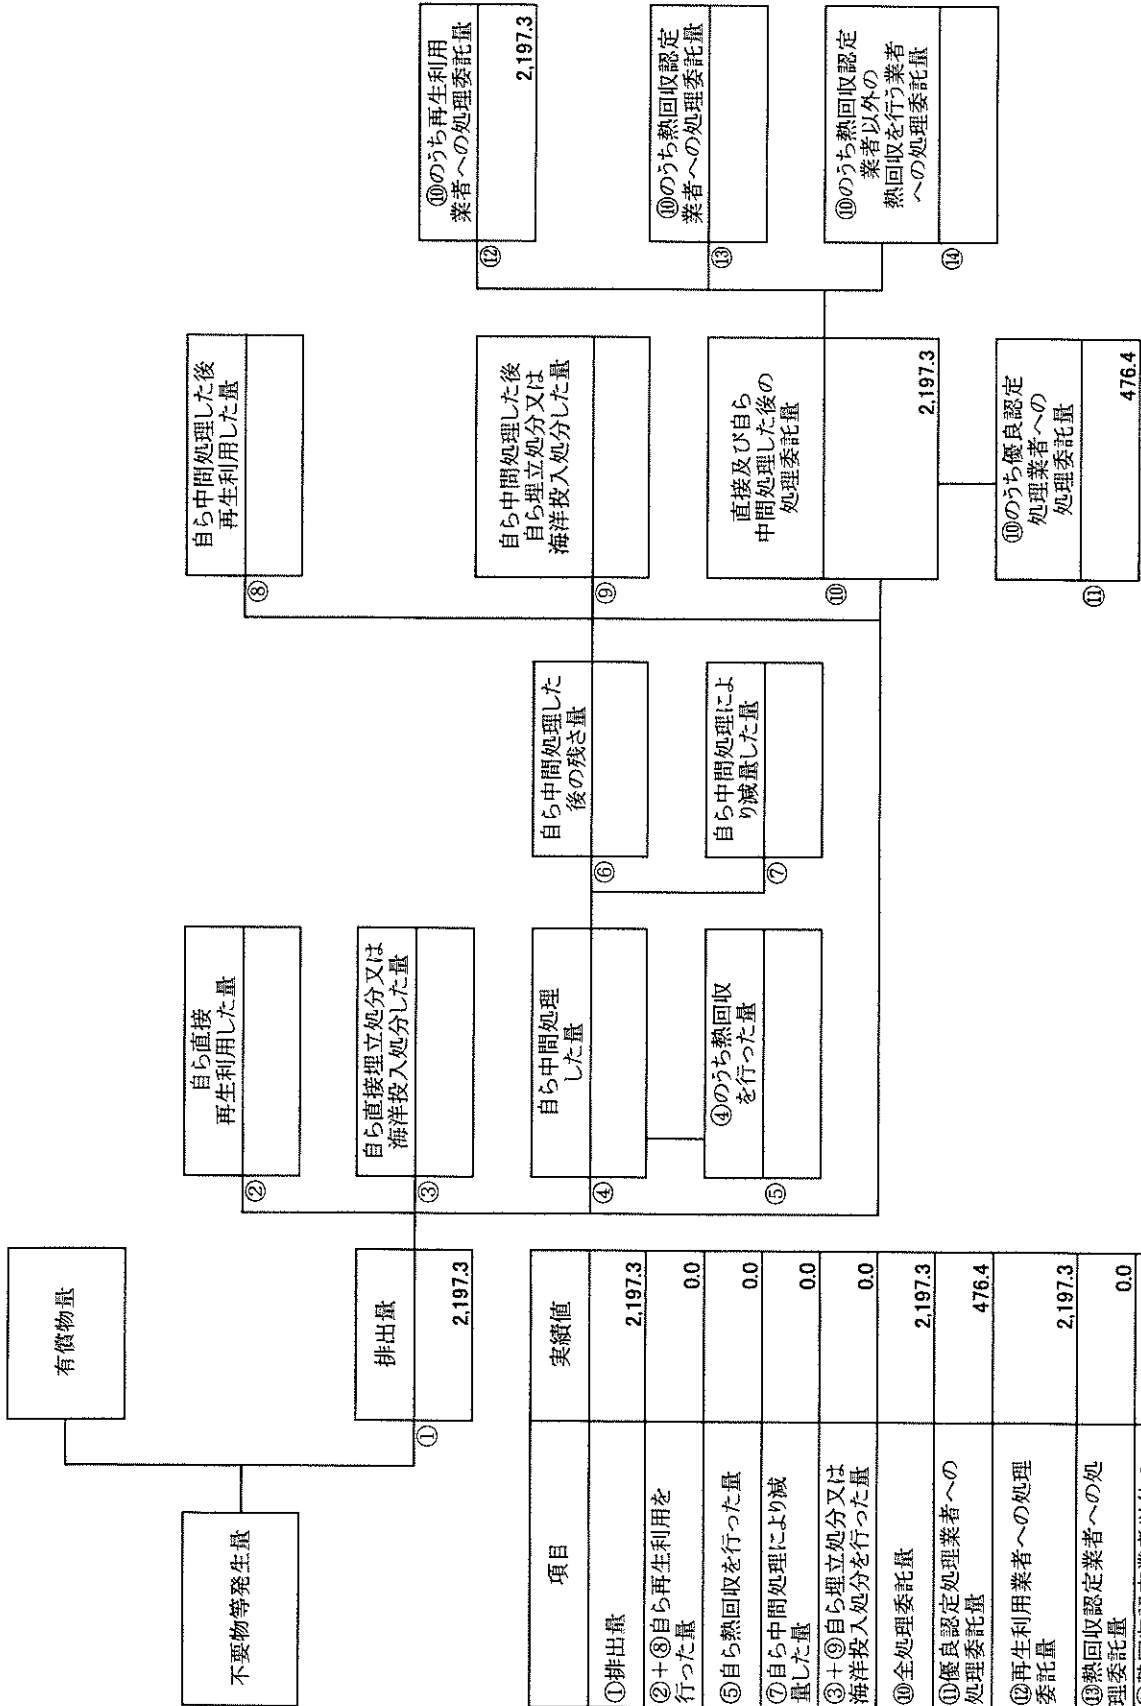 不要物等発生量
有償物量
排出量
①
2,197.3
自ら直接
再生利用した量
②
自ら直接埋立処分又は
海洋投入処分した量
③
自ら中間処理
した量
④
④のうち熱回収
を行った量
⑤
自ら中間処理した
後の残さ量
⑥
自ら中間処理によ
り減量した量
⑦
自ら中間処理した後
再生利用した量
⑧
自ら中間処理した後
自ら埋立処分又は
海洋投入処分した量
⑨
直接及び自ら
中間処理した後の
処理委託量
⑩
2,197.3
⑩のうち優良認定
処理業者への
処理委託量
⑪
476.4
⑩のうち再生利用
業者への処理委託量
⑫
2,197.3
⑩のうち熱回収認定
業者への処理委託量
⑬
⑩のうち熱回収認定
業者以外の
熱回収を行う業者
への処理委託量
⑭
項目 実績値
①排出量 2,197.3
②+⑧自ら再生利用を
行った量 0.0
⑤自ら熱回収を行った量 0.0
⑦自ら中間処理により減
量した量 0.0
③+⑨自ら埋立処分又は
海洋投入処分を行った量 0.0
⑩全処理委託量 2,197.3
⑪優良認定処理業者への
処理委託量 476.4
⑫再生利用業者への処理
委託量 2,197.3
⑬熱回収認定業者への処
理委託量 0.0